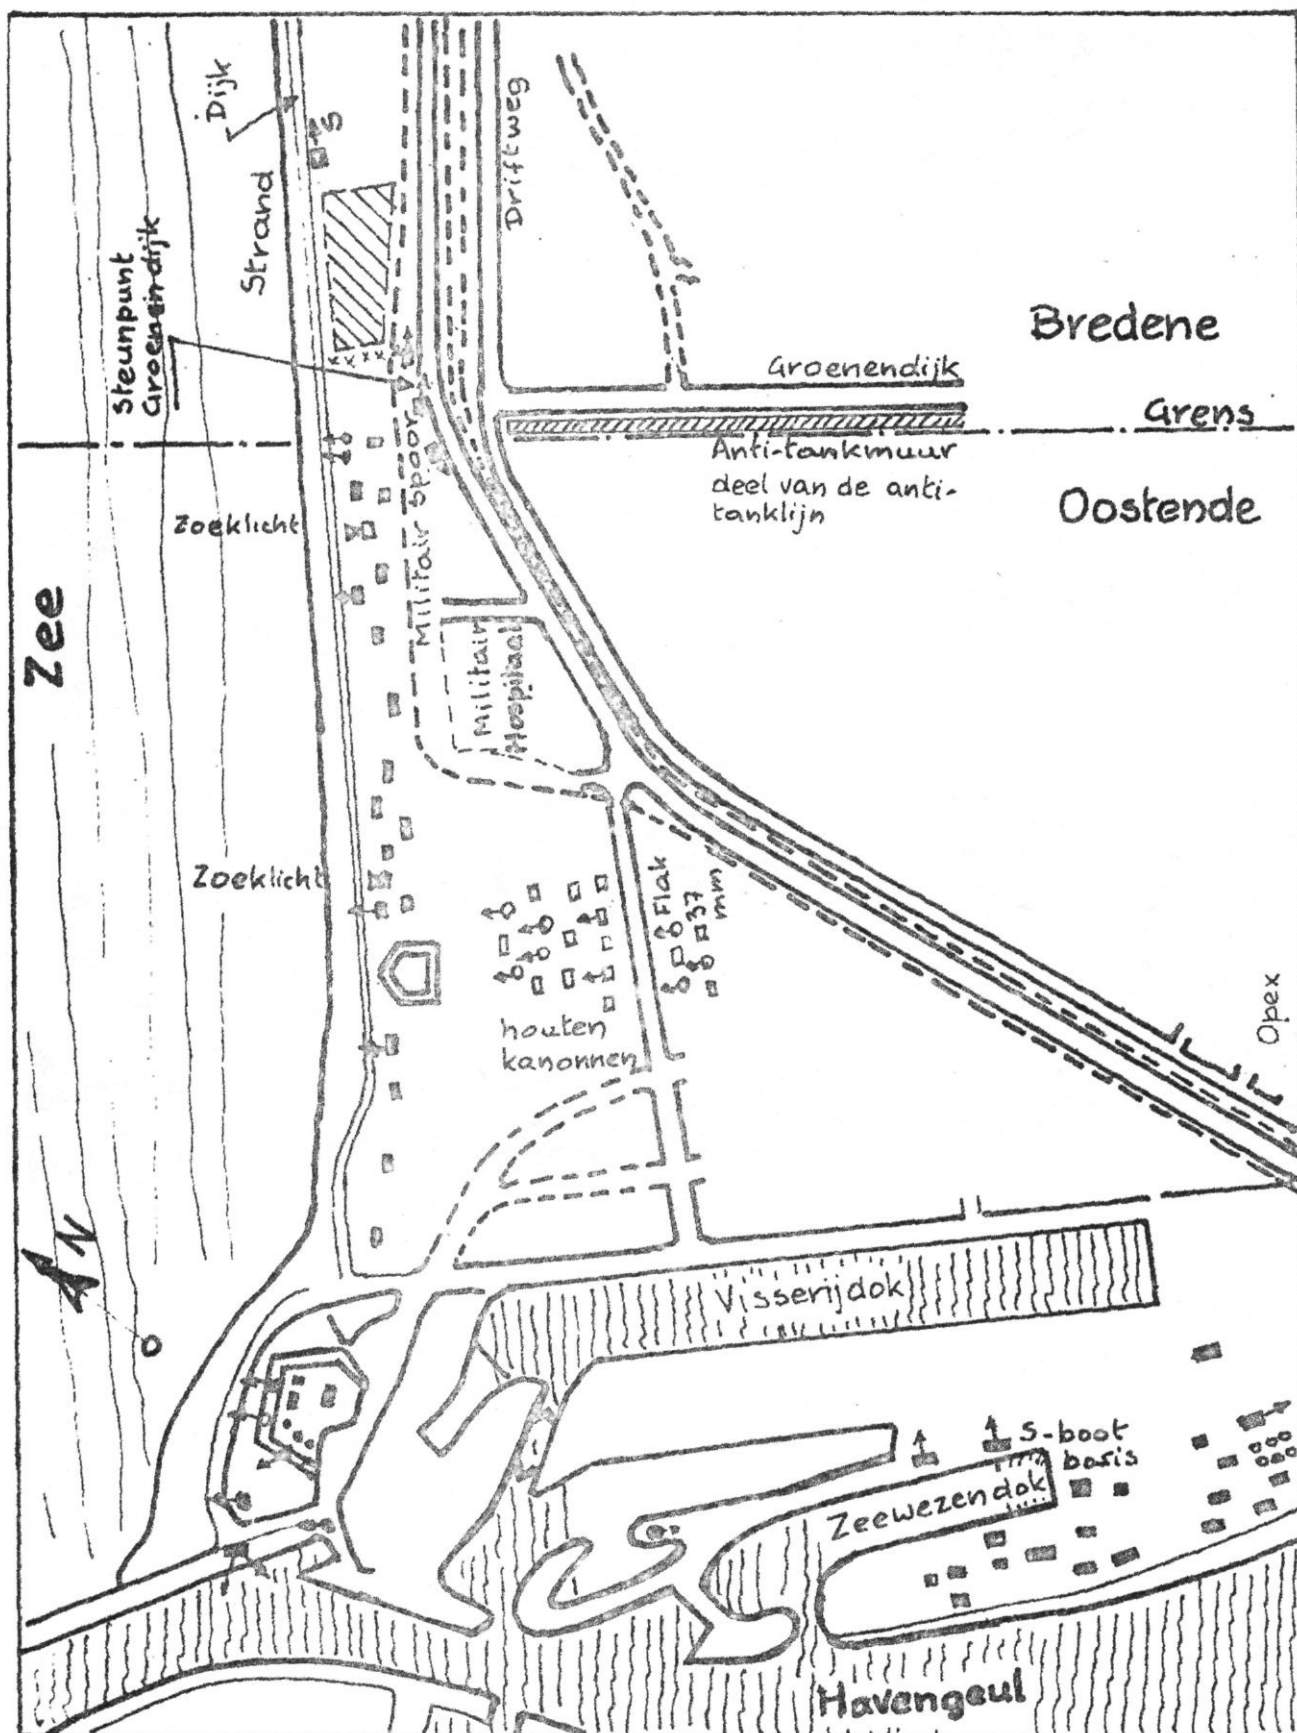 Dijk
S
Strand
Driftweg
Steunpunt
Groenendijk
Bredene
Groenendijk
Grens
Anti-tankmuur
deel van de anti-
tanklijn
Oostende
Zoeklicht
Militair Spoor
Zee
Militair
Hospitaal
Zoeklicht
Flak
37
mm
houten
kanonnen
Opex
N
Visserijdok
S-boot
basis
Zeewezendok
Havengeul